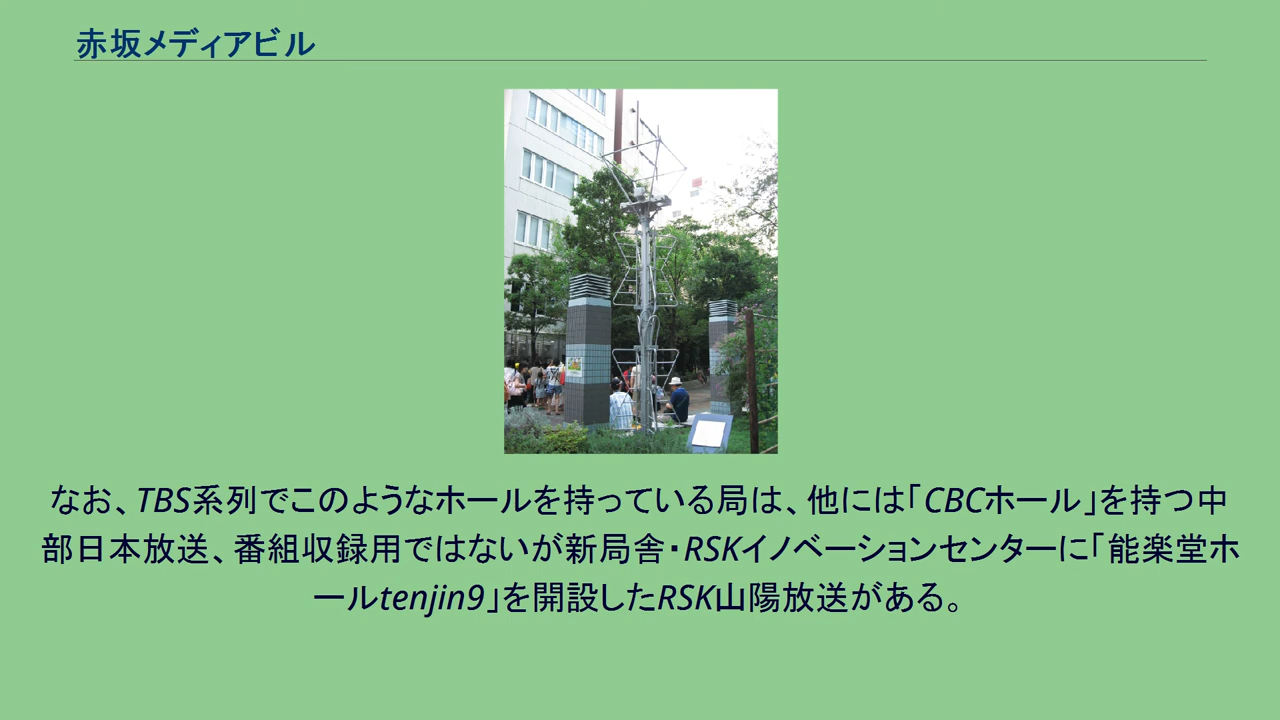 赤坂メディアビル
なお、TBS系列でこのようなホールを持っている局は、他には「CBCホール」を持つ中
部日本放送、番組収録用ではないが新局舎・RSKイノベーションセンターに「能楽堂ホ
ールtenjin9」を開設したRSK山陽放送がある。